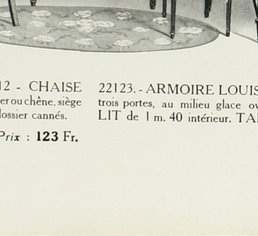 12 - CHAISE
er ou chêne, siège
lossier cannés.
Prix : 123 Fr.
22123. - ARMOIRE LOUIS
trois portes, au milieu glace ov
LIT de 1 m. 40 intérieur. TA